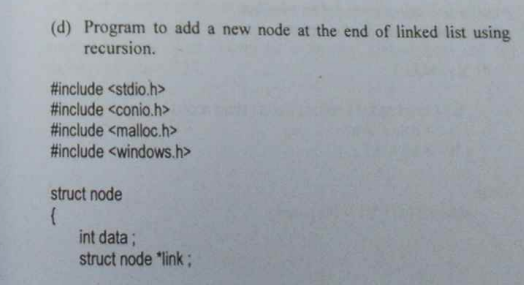 (d) Program to add a new node at the end of linked list using
recursion.
#include <stdio.h>
#include <conio.h>
#include <malloc.h>
#include <windows.h>
struct node
{
int data ;
struct node *link ;